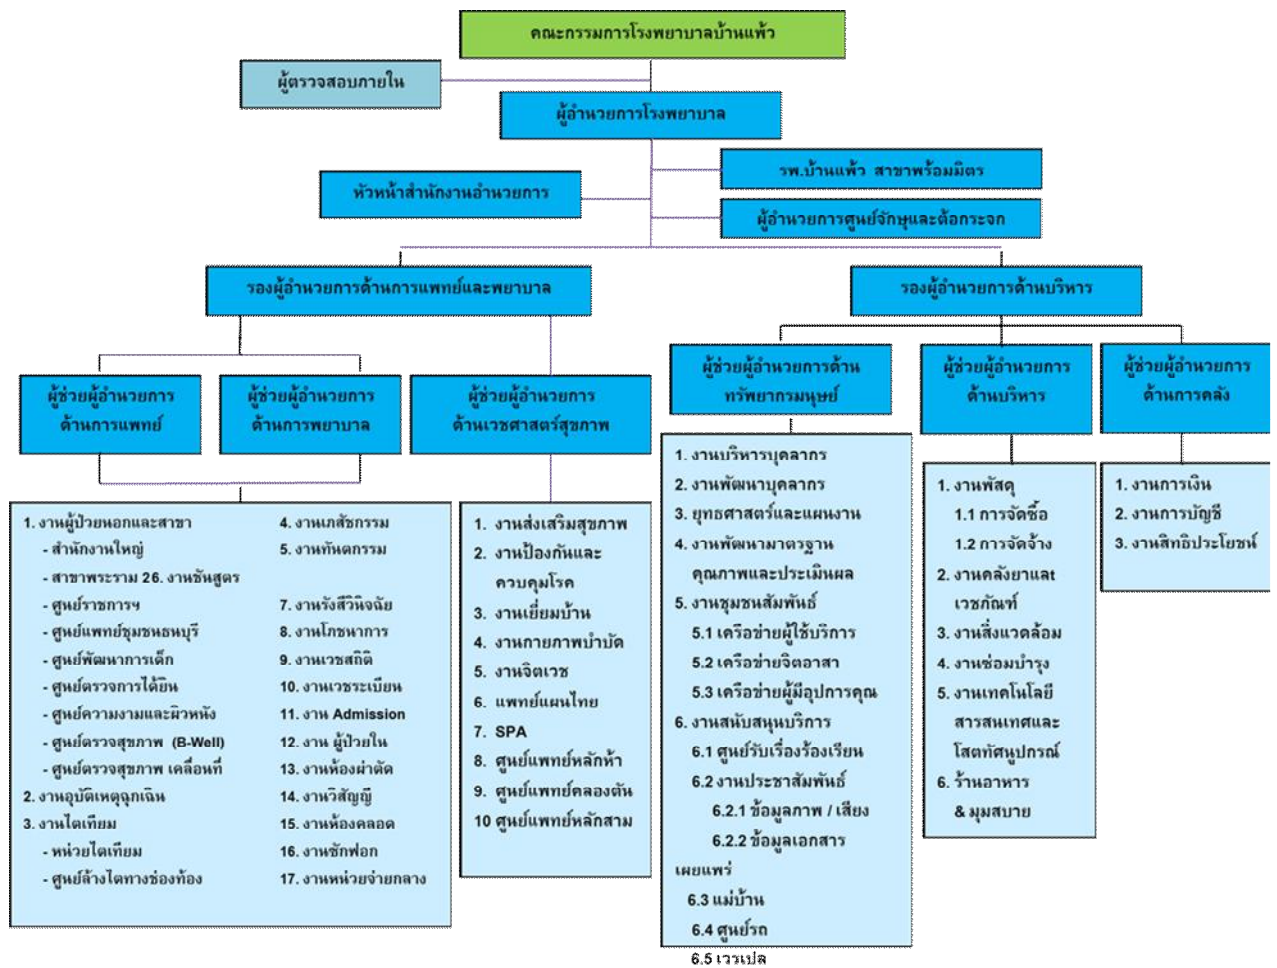 คณะกรรมการโรงพยาบาลบ้านแพ้ว
ผู้ตรวจสอบภายใน
ผู้อำนวยการโรงพยาบาล
รพ.บ้านแพ้ว สาขาพร้อมมิตร
หัวหน้าสำนักงานอำนวยการ
ผู้อำนวยการศูนย์จักษุและต้อกระจก
รองผู้อำนวยการด้านการแพทย์และพยาบาล
รองผู้อำนวยการด้านบริหาร
ผู้ช่วยผู้อำนวยการ
ด้านการแพทย์
ผู้ช่วยผู้อำนวยการ
ด้านการพยาบาล
ผู้ช่วยผู้อำนวยการ
ด้านเวชศาสตร์สุขภาพ
ผู้ช่วยผู้อำนวยการด้าน
ทรัพยากรมนุษย์
ผู้ช่วยผู้อำนวยการ
ด้านบริหาร
ผู้ช่วยผู้อำนวยการ
ด้านการคลัง
1. งานผู้ป่วยนอกและสาขา
- สำนักงานใหญ่
- สาขาพระราม 26. งานชันสูตร
- ศูนย์ราชการฯ
- ศูนย์แพทย์ชุมชนธนบุรี
- ศูนย์พัฒนาการเด็ก
- ศูนย์ตรวจการได้ยิน
- ศูนย์ความงามและผิวหนัง
- ศูนย์ตรวจสุขภาพ (B-Well)
- ศูนย์ตรวจสุขภาพ เคลื่อนที่
2. งานอุบัติเหตุฉุกเฉิน
3. งานไตเทียม
- หน่วยไตเทียม
- ศูนย์ล้างไตทางช่องท้อง
4. งานเภสัชกรรม
5. งานทันตกรรม
7. งานรังสีวินิจฉัย
8. งานโภชนาการ
9. งานเวชสถิติ
10. งานเวชระเบียน
11. งาน Admission
12. งาน ผู้ป่วยใน
13. งานห้องผ่าตัด
14. งานวิสัญญี
15. งานห้องคลอด
16. งานซักฟอก
17. งานหน่วยจ่ายกลาง
1. งานส่งเสริมสุขภาพ
2. งานป้องกันและ
ควบคุมโรค
3. งานเยี่ยมบ้าน
4. งานกายภาพบำบัด
5. งานจิตเวช
6. แพทย์แผนไทย
7. SPA
8. ศูนย์แพทย์หลักห้า
9. ศูนย์แพทย์คลองตัน
10 ศูนย์แพทย์หลักสาม
1. งานบริหารบุคลากร
2. งานพัฒนาบุคลากร
3. ยุทธศาสตร์และแผนงาน
4. งานพัฒนามาตรฐาน
คุณภาพและประเมินผล
5. งานชุมชนสัมพันธ์
5.1 เครือข่ายผู้ใช้บริการ
5.2 เครือข่ายจิตอาสา
5.3 เครือข่ายผู้มีอุปการคุณ
6. งานสนับสนุนบริการ
6.1 ศูนย์รับเรื่องร้องเรียน
6.2 งานประชาสัมพันธ์
6.2.1 ข้อมูลภาพ / เสียง
6.2.2 ข้อมูลเอกสาร
เผยแพร่
6.3 แม่บ้าน
6.4 ศูนย์รถ
6.5 เวรเปล
1. งานพัสดุ
1.1 การจัดซื้อ
1.2 การจัดจ้าง
2. งานคลังยาและ
เวชภัณฑ์
3. งานสิ่งแวดล้อม
4. งานซ่อมบำรุง
5. งานเทคโนโลยี
สารสนเทศและ
โสตทัศนูปกรณ์
6. ร้านอาหาร
& มุมสบาย
1. งานการเงิน
2. งานการบัญชี
3. งานสิทธิประโยชน์